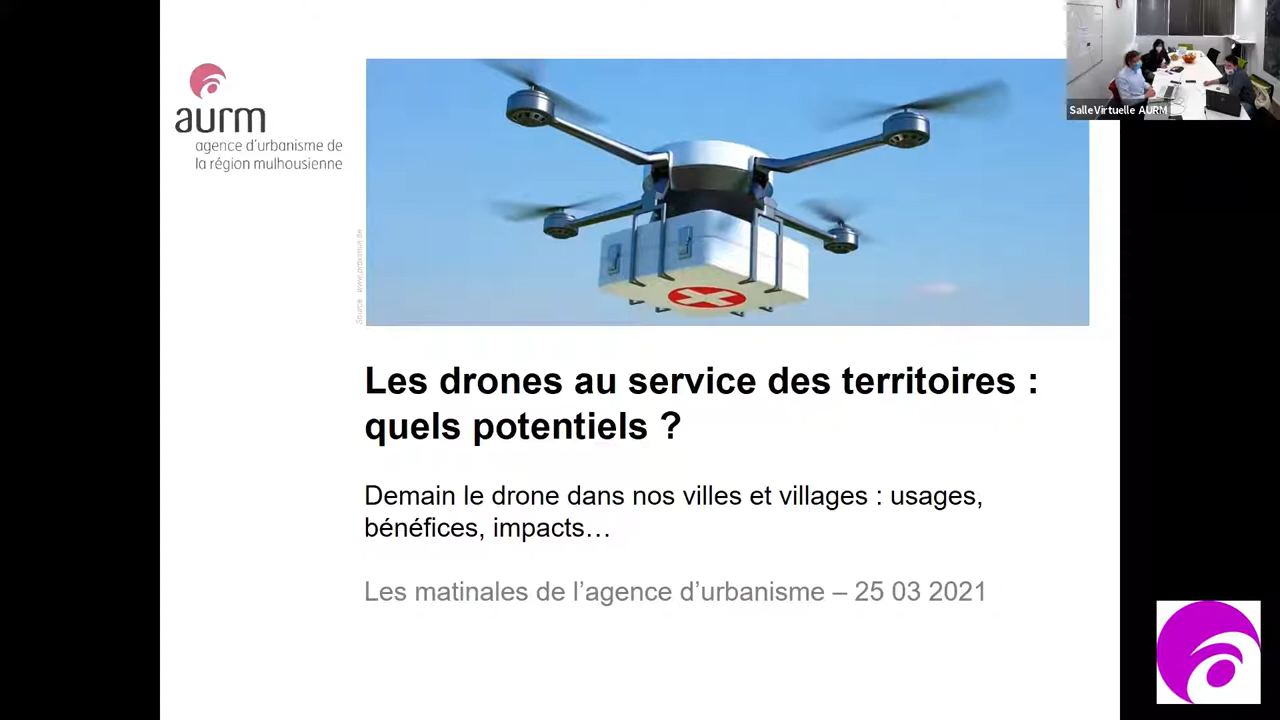 SalleVirtuelle AURM
aurm
agence d'urbanisme de
la région mulhousienne
Les drones au service des territoires :
quels potentiels ?
Demain le drone dans nos villes et villages : usages,
bénéfices, impacts…
Les matinales de l’agence d’urbanisme – 25 03 2021